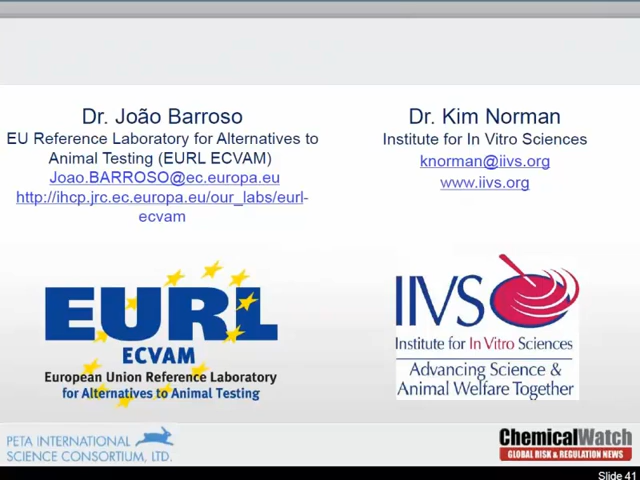 Dr. João Barroso
EU Reference Laboratory for Alternatives to
Animal Testing (EURL ECVAM)
Joao.BARROSO@ec.europa.eu
http://ihcp.jrc.ec.europa.eu/our_labs/eurl-
ecvam
Dr. Kim Norman
Institute for In Vitro Sciences
knorman@iivs.org
www.iivs.org
EURL
ECVAM
European Union Reference Laboratory
for Alternatives to Animal Testing
IIVS
Institute for In Vitro Sciences
Advancing Science &
Animal Welfare Together
PETA INTERNATIONAL
SCIENCE CONSORTIUM, LTD.
ChemicalWatch
GLOBAL RISK & REGULATION NEWS
Slide 41